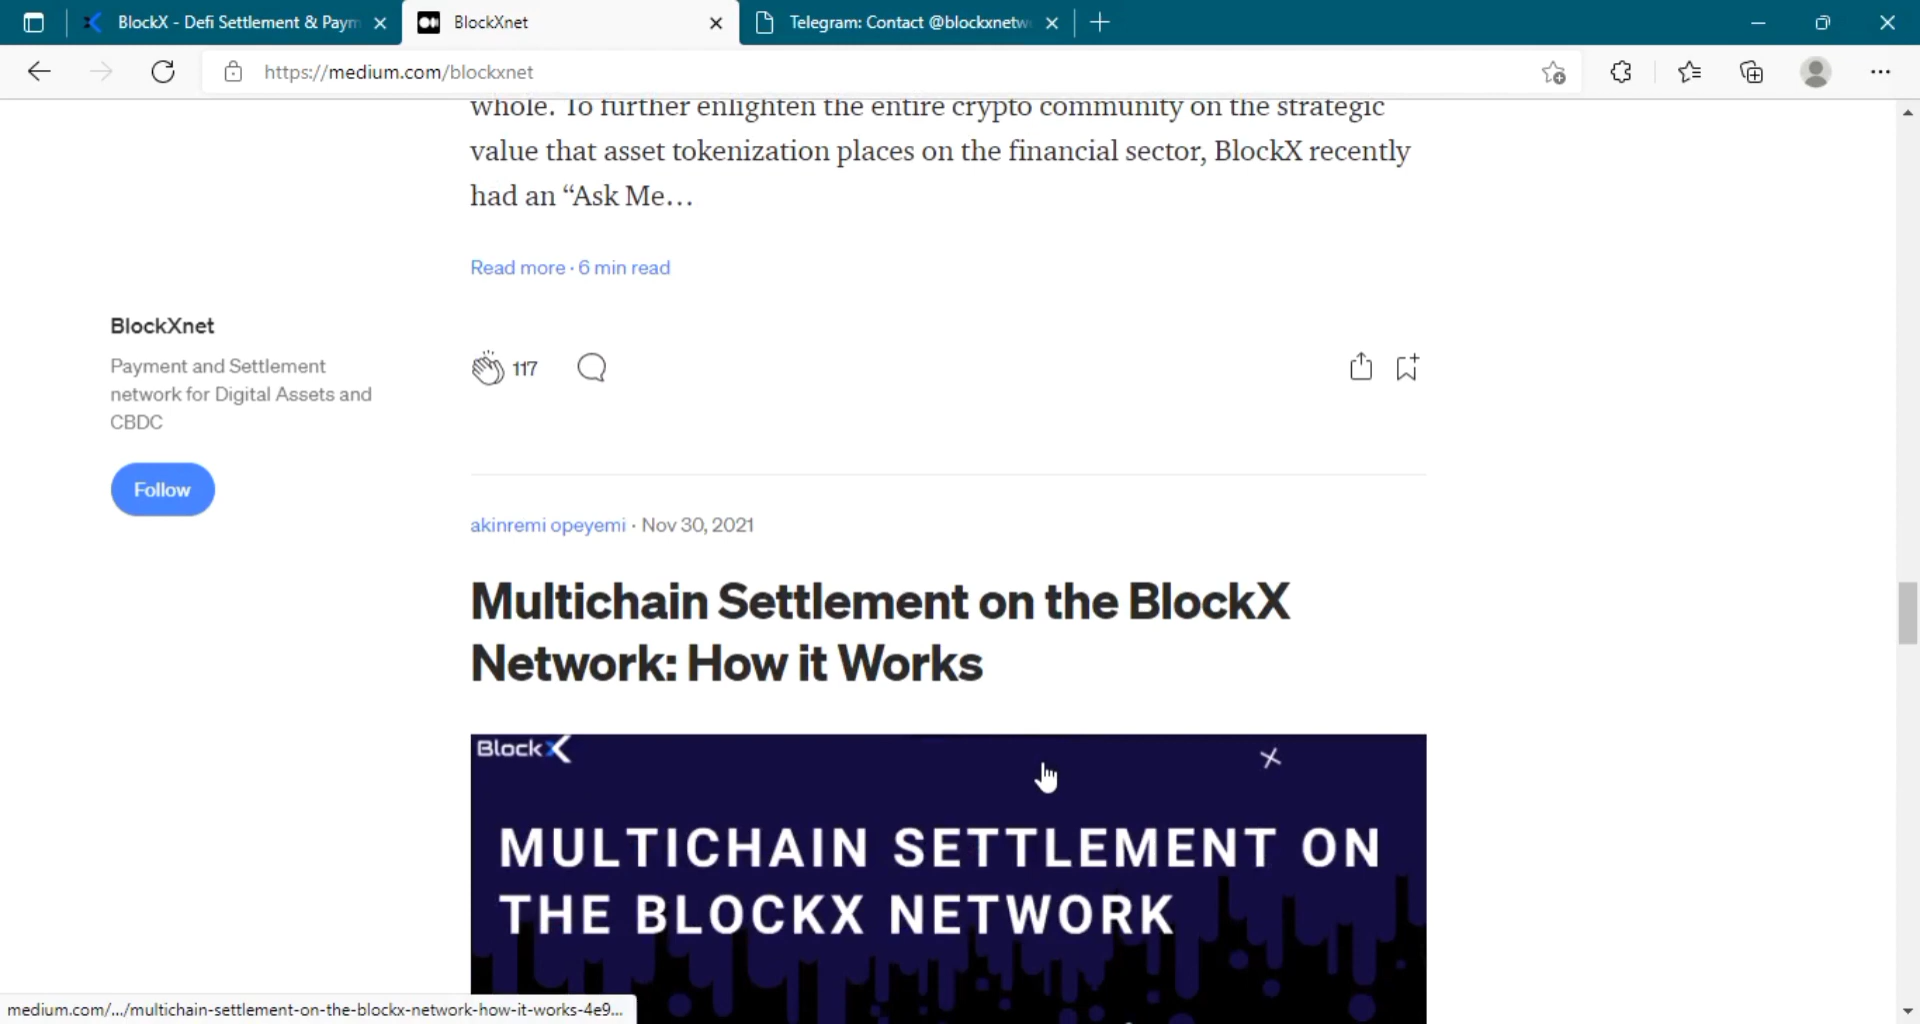 BlockX - Defi Settlement & Paym
BlockXnet
Telegram: Contact @blockxnetw
https://medium.com/blockxnet
whole. To further enlighten the entire crypto community on the strategic
value that asset tokenization places on the financial sector, BlockX recently
had an “Ask Me…
Read more · 6 min read
BlockXnet
Payment and Settlement
network for Digital Assets and
CBDC
117
Follow
akinremi opeyemi · Nov 30, 2021
Multichain Settlement on the BlockX
Network: How it Works
BlockX
MULTICHAIN SETTLEMENT ON
THE BLOCKX NETWORK
medium.com/.../multichain-settlement-on-the-blockx-network-how-it-works-4e9...